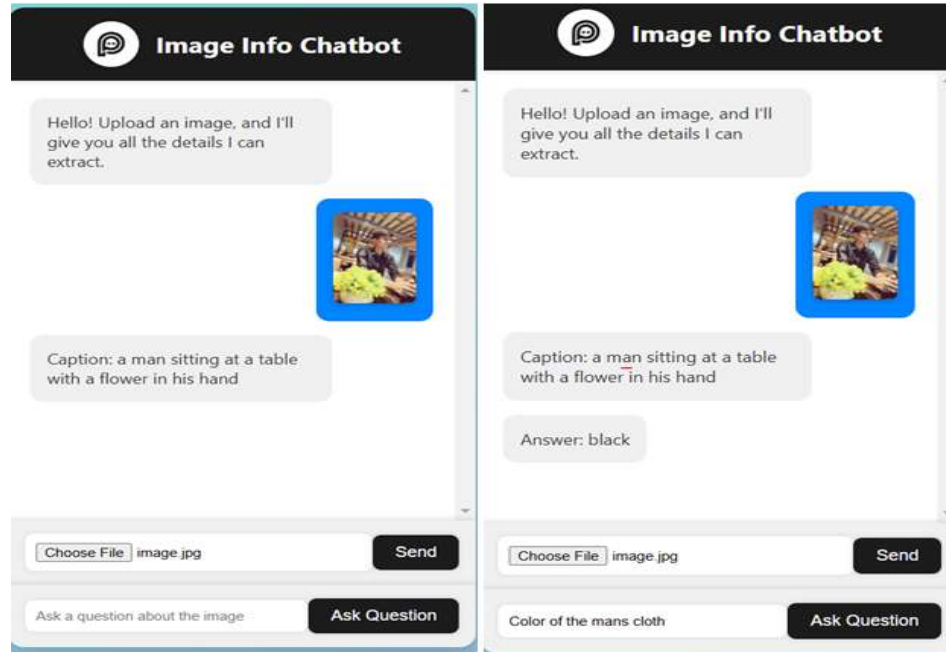 Image Info Chatbot
Hello! Upload an image, and I'll
give you all the details I can
extract.
Caption: a man sitting at a table
with a flower in his hand
Choose File image.jpg
Send
Ask a question about the image
Ask Question
Image Info Chatbot
Hello! Upload an image, and I'll
give you all the details I can
extract.
Caption: a man sitting at a table
with a flower in his hand
Answer: black
Choose File image.jpg
Send
Color of the mans cloth
Ask Question